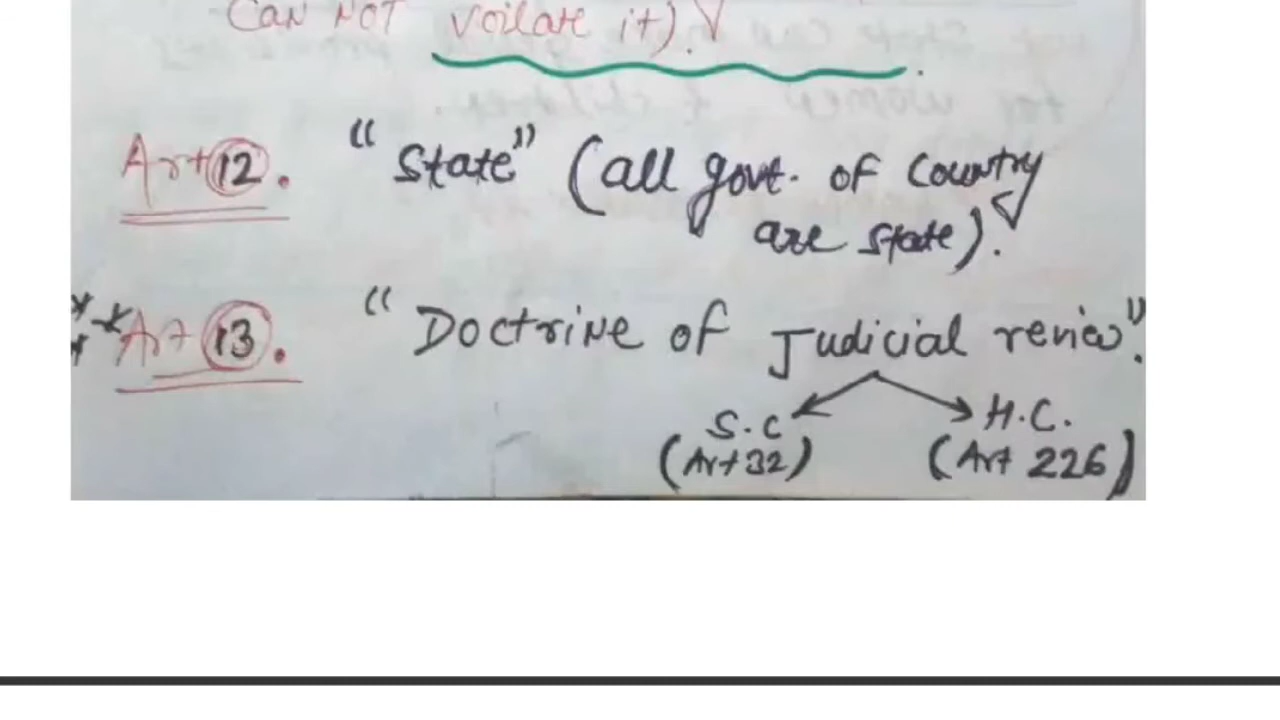 CAN NOT voilate it).
Art 12. "State" (all govt. of country
are state).
Art 13. "Doctrine of Judicial review".
S.C H.C.
(Art 32) (Art 226)